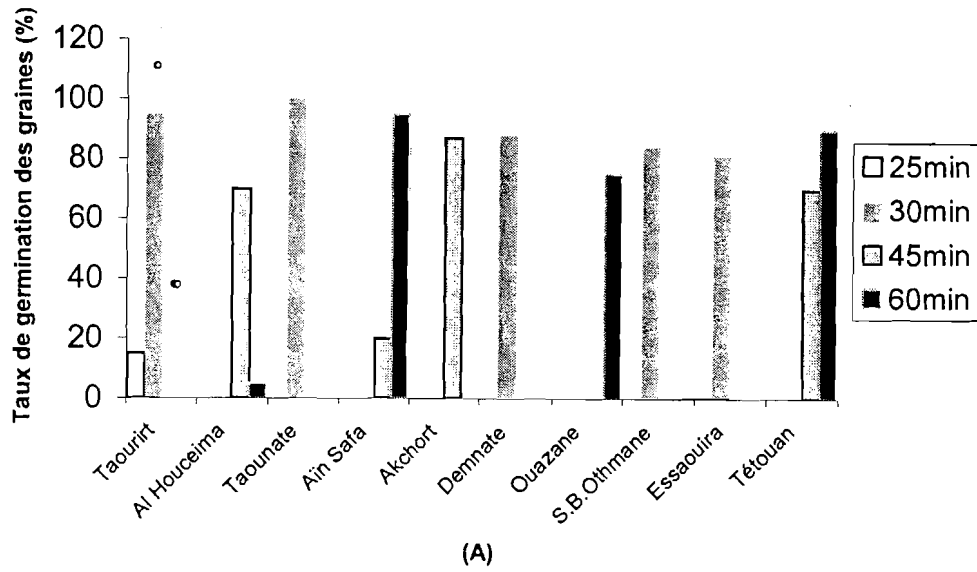 Taux de germination des graines (%)
120
100
80
60
40
20
0
Taourirt
Al Houceima
Taounate
Aïn Safa
Akchort
Demnate
Ouazane
S.B.Othmane
Essaouira
Tétouan
25min
30min
45min
60min
(A)